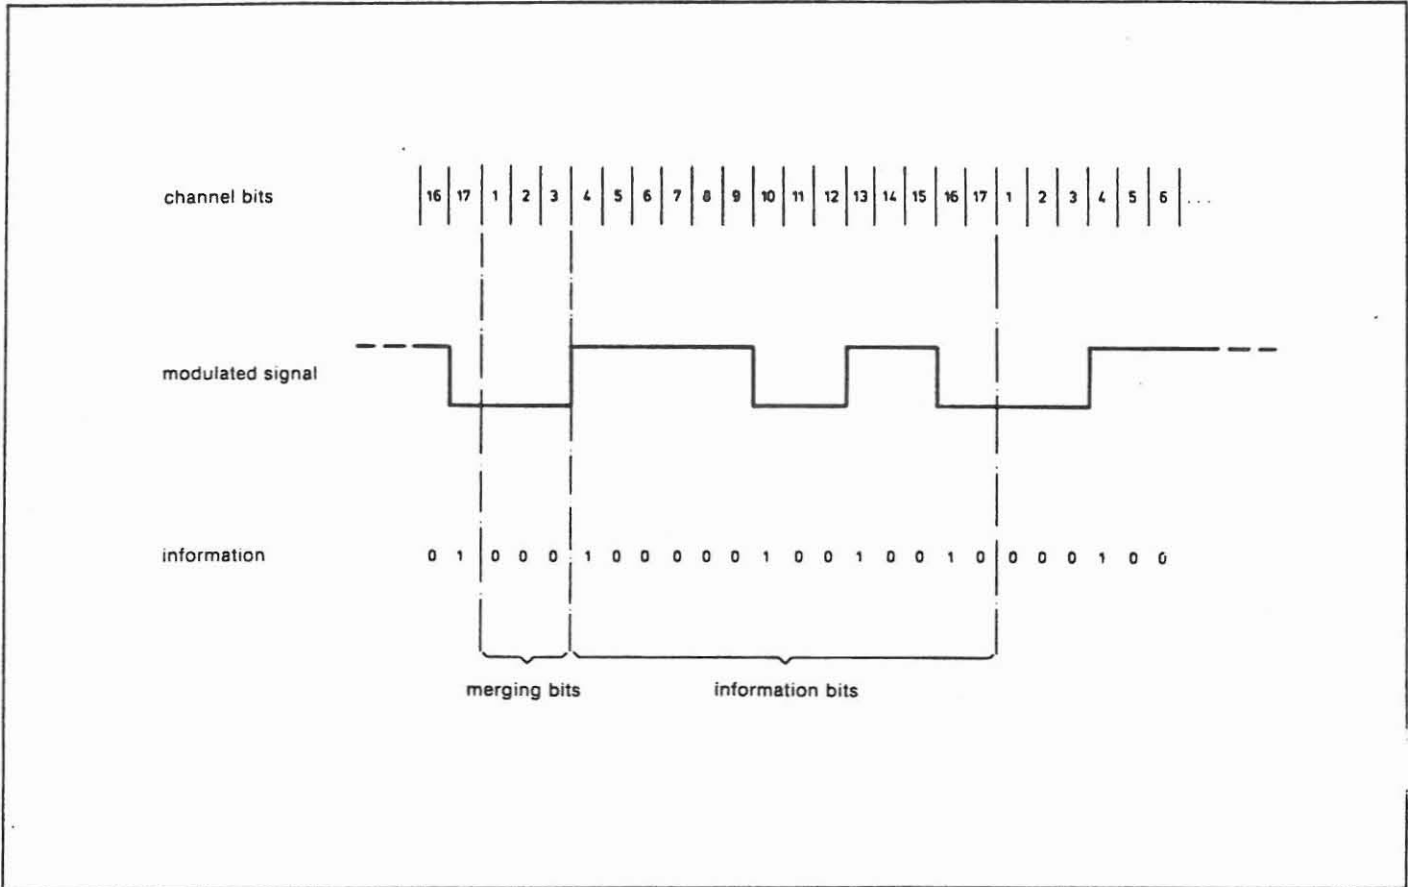 channel bits 16 17 1 2 3 4 5 6 7 8 9 10 11 12 13 14 15 16 17 1 2 3 4 5 6 ...
modulated signal
information 0 1 0 0 0 1 0 0 0 0 0 1 0 0 1 0 0 1 0 0 0 0 1 0 0
merging bits information bits